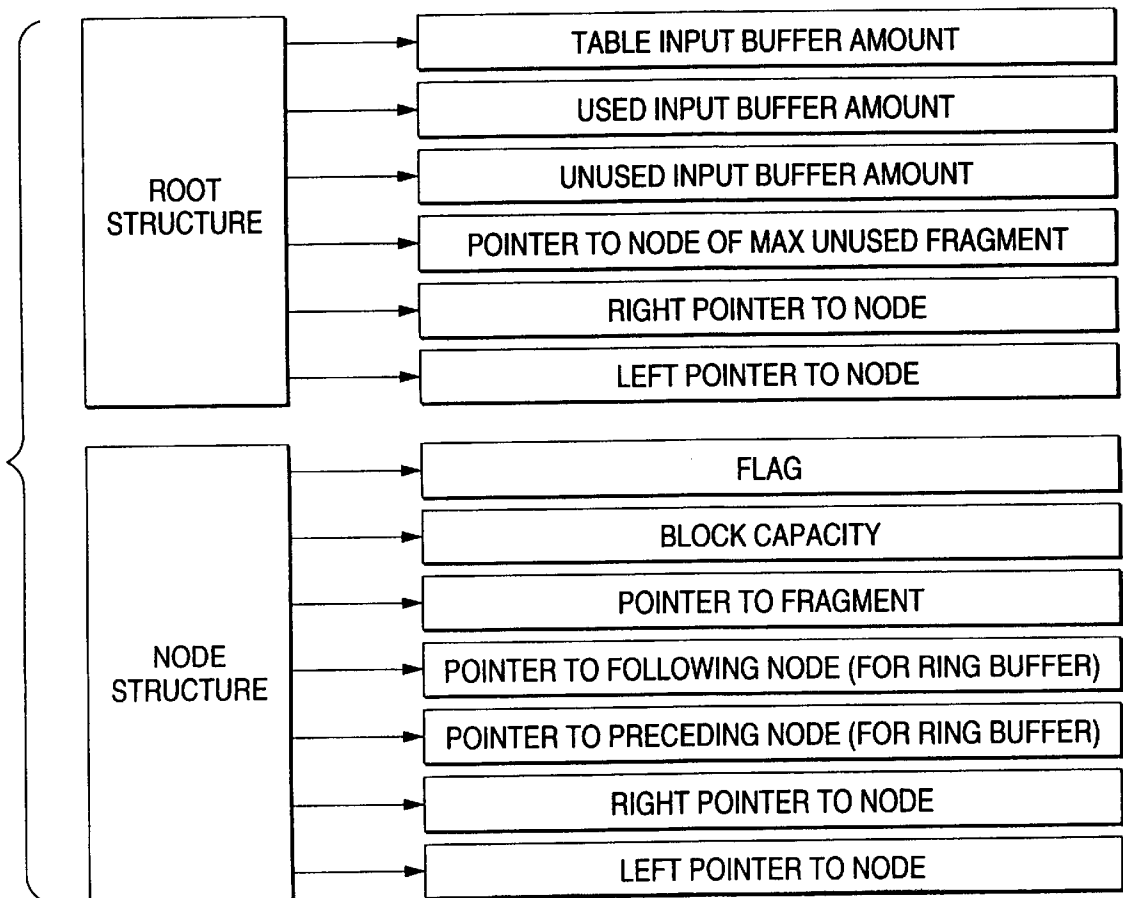 ROOT
STRUCTURE
TABLE INPUT BUFFER AMOUNT
USED INPUT BUFFER AMOUNT
UNUSED INPUT BUFFER AMOUNT
POINTER TO NODE OF MAX UNUSED FRAGMENT
RIGHT POINTER TO NODE
LEFT POINTER TO NODE
NODE
STRUCTURE
FLAG
BLOCK CAPACITY
POINTER TO FRAGMENT
POINTER TO FOLLOWING NODE (FOR RING BUFFER)
POINTER TO PRECEDING NODE (FOR RING BUFFER)
RIGHT POINTER TO NODE
LEFT POINTER TO NODE